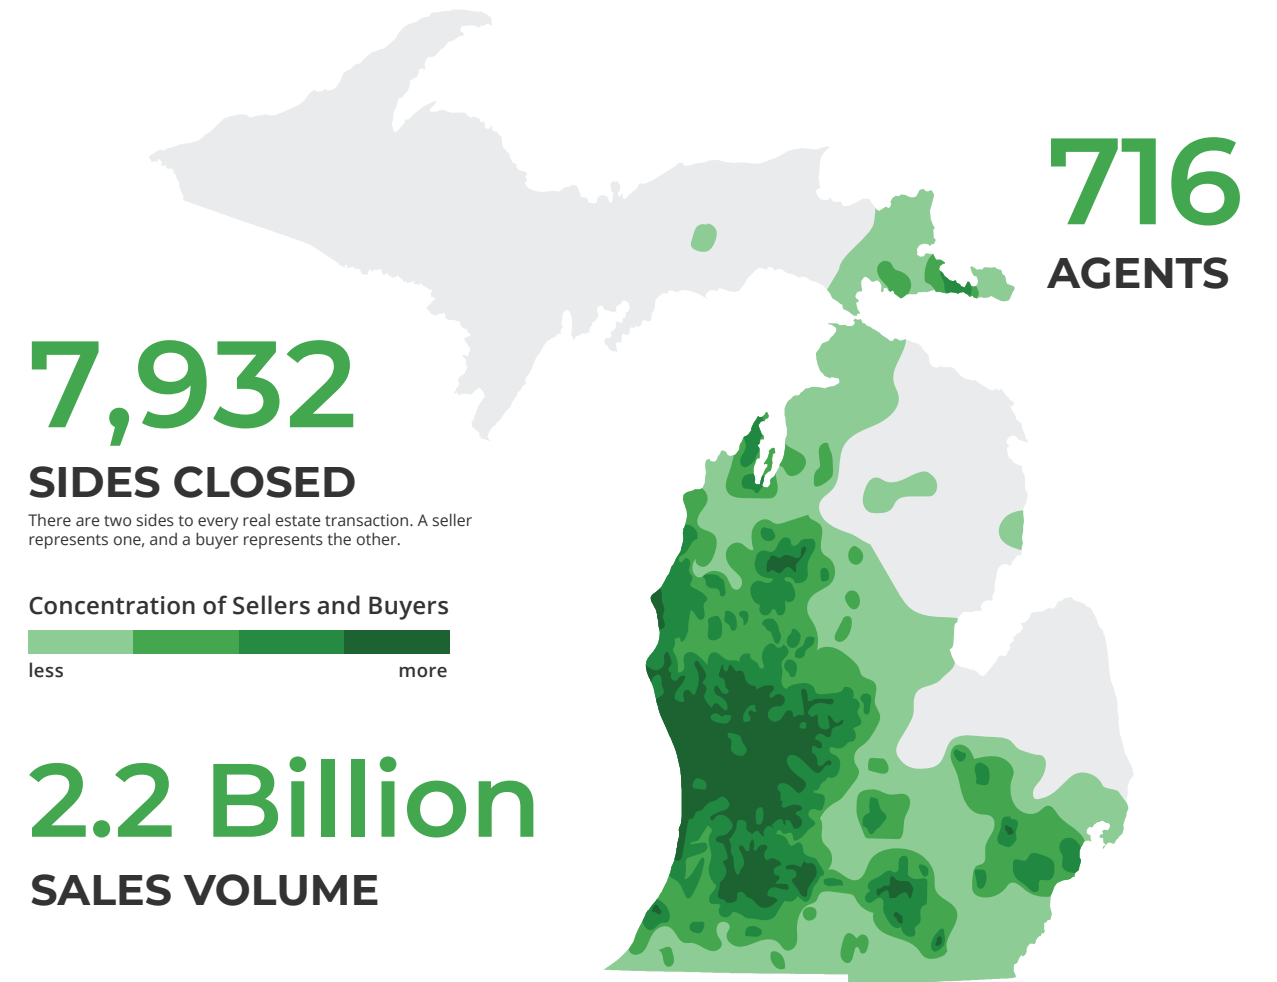 716
AGENTS
7,932
SIDES CLOSED
There are two sides to every real estate transaction. A seller
represents one, and a buyer represents the other.
Concentration of Sellers and Buyers
less more
2.2 Billion
SALES VOLUME